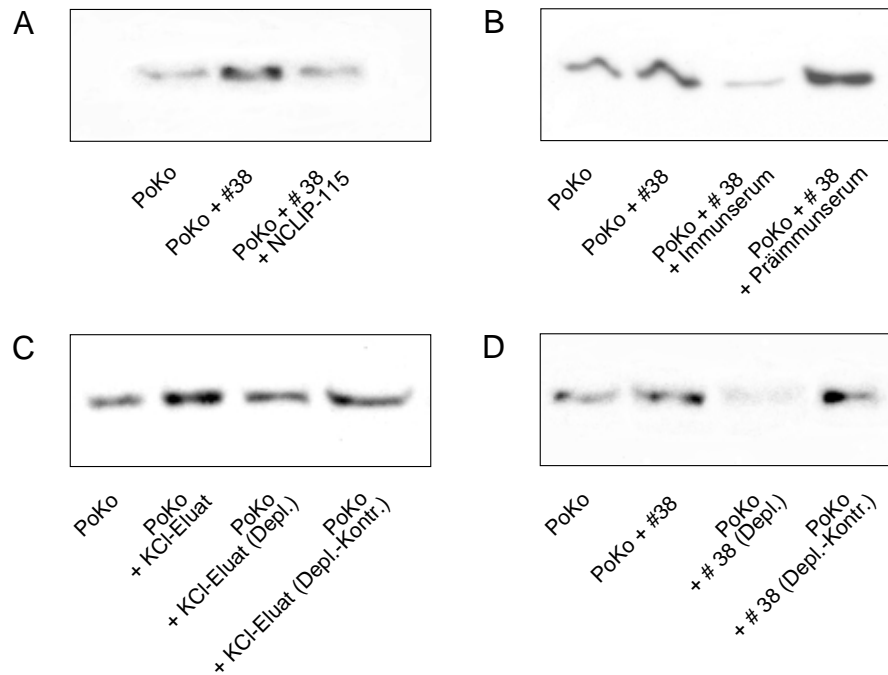 A
PoKo
PoKo + #38
PoKo + # 38
+ NCLIP-115
B
PoKo
PoKo + #38
PoKo + # 38
+ Immunserum
PoKo + # 38
+ Präimmunserum
C
PoKo
PoKo
+ KCl-Eluat
PoKo
+ KCl-Eluat (Depl.)
PoKo
+ KCl-Eluat (Depl.-Kontr.)
D
PoKo
PoKo + #38
PoKo
+ # 38 (Depl.)
PoKo
+ # 38 (Depl.-Kontr.)